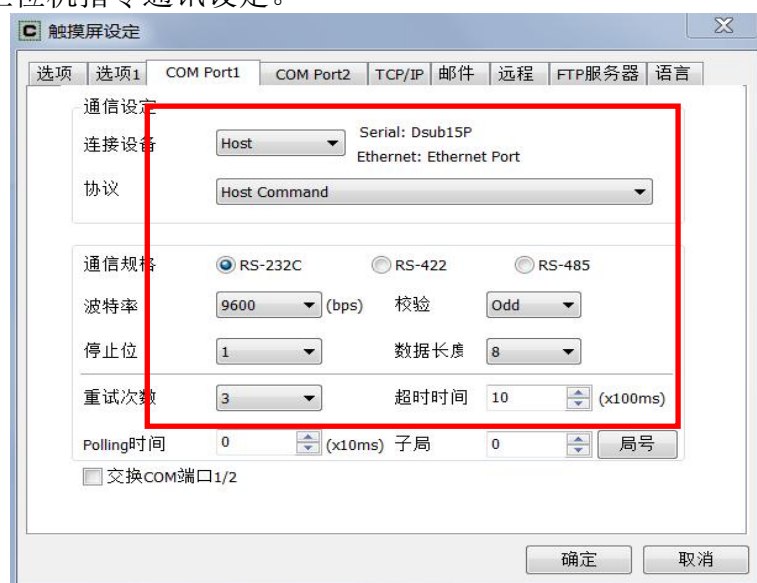 上位机指令通讯设定。
C 触摸屏设定
选项 选项1 COM Port1 COM Port2 TCP/IP 邮件 远程 FTP服务器 语言
通信设定
连接设备 Host Serial: Dsub15P
Ethernet: Ethernet Port
协议 Host Command
通信规格 RS-232C RS-422 RS-485
波特率 9600 (bps) 校验 Odd
停止位 1 数据长度 8
重试次数 3 超时时间 10 (x100ms)
Polling时间 0 (x10ms) 子局 0 局号
交换COM端口1/2
确定 取消